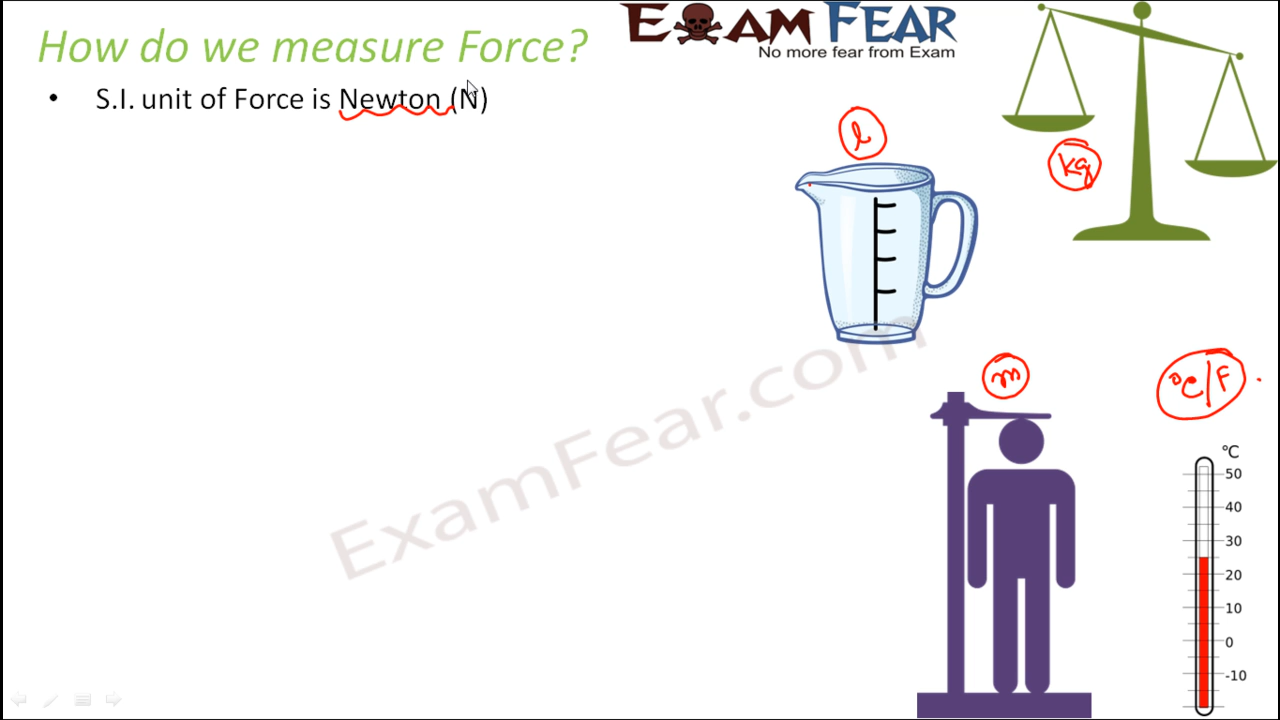 How do we measure Force?
EXAM FEAR
No more fear from Exam
• S.I. unit of Force is Newton (N)
l
kg
ExamFear.com
m
°C/F
°C
50
40
30
20
10
0
-10